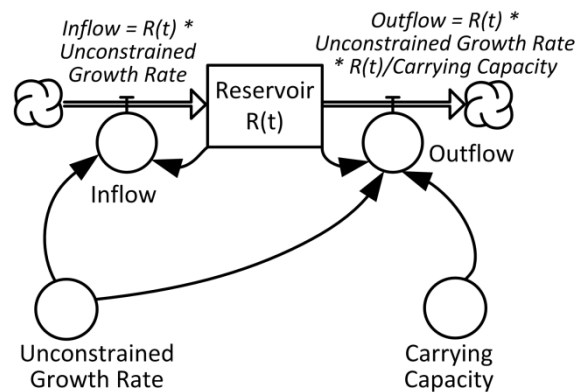 Inflow = R(t) *
Unconstrained
Growth Rate
Outflow = R(t) *
Unconstrained Growth Rate
* R(t)/Carrying Capacity
Reservoir
R(t)
Inflow
Outflow
Unconstrained
Growth Rate
Carrying
Capacity